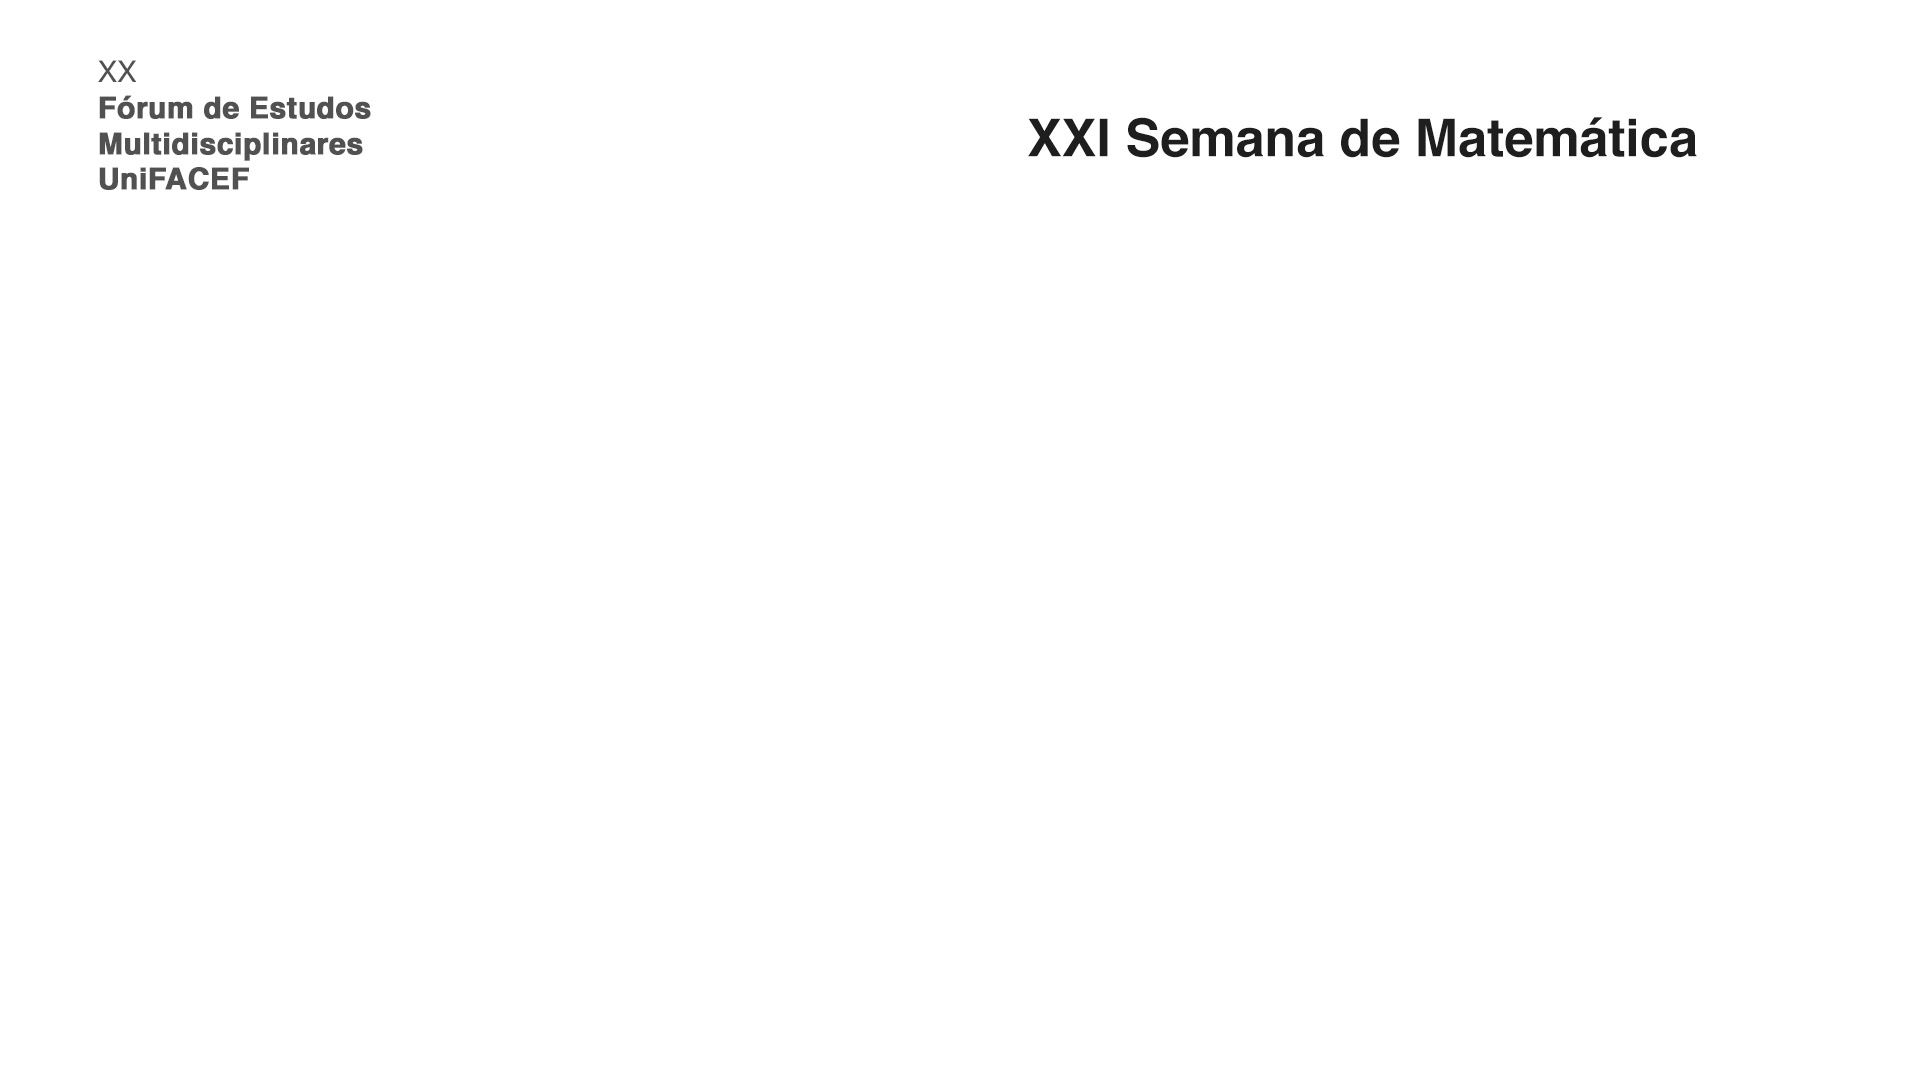 XX
Fórum de Estudos
Multidisciplinares
UniFACEF
XXI Semana de Matemática